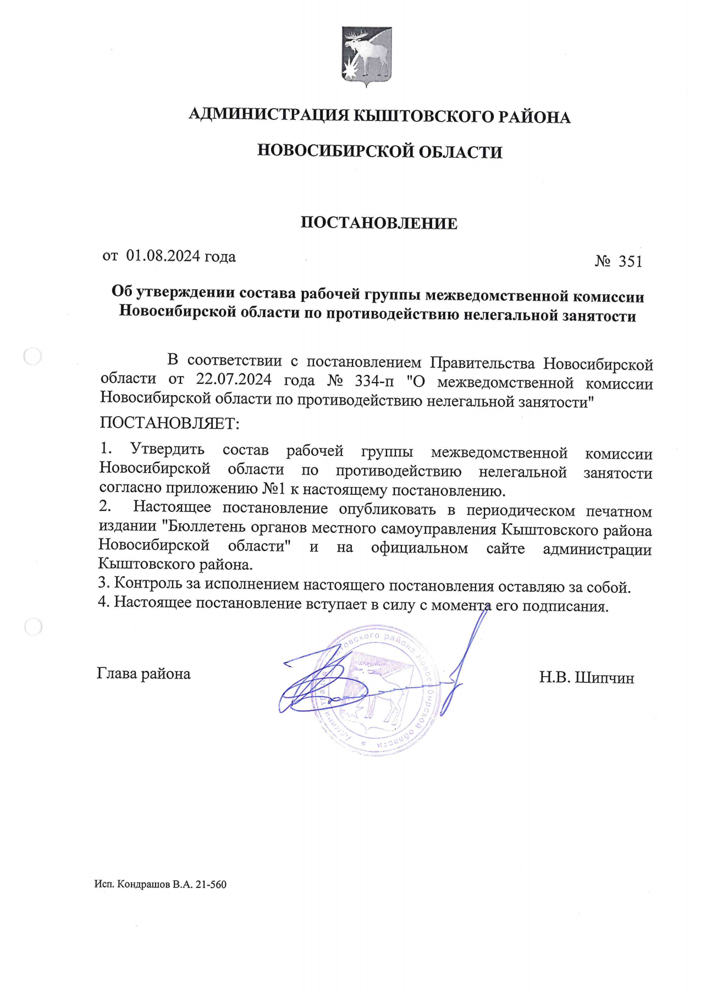 АДМИНИСТРАЦИЯ КЫШТОВСКОГО РАЙОНА
НОВОСИБИРСКОЙ ОБЛАСТИ
ПОСТАНОВЛЕНИЕ
от 01.08.2024 года
№ 351
Об утверждении состава рабочей группы межведомственной комиссии
Новосибирской области по противодействию нелегальной занятости
В соответствии с постановлением Правительства Новосибирской
области от 22.07.2024 года № 334-п "О межведомственной комиссии
Новосибирской области по противодействию нелегальной занятости"
ПОСТАНОВЛЯЕТ:
1. Утвердить состав рабочей группы межведомственной комиссии
Новосибирской области по противодействию нелегальной занятости
согласно приложению №1 к настоящему постановлению.
2. Настоящее постановление опубликовать в периодическом печатном
издании "Бюллетень органов местного самоуправления Кыштовского района
Новосибирской области" и на официальном сайте администрации
Кыштовского района.
3. Контроль за исполнением настоящего постановления оставляю за собой.
4. Настоящее постановление вступает в силу с момента его подписания.
района Новосибирской области *
Глава района
Н.В. Шипчин
Исп. Кондрашов В.А. 21-560